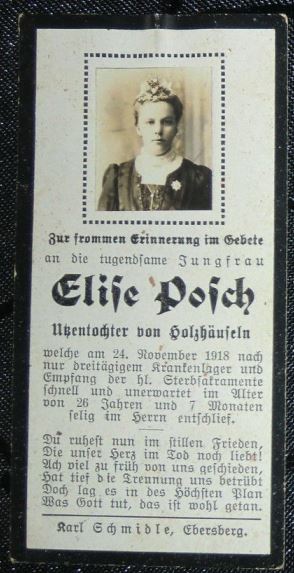 Zur frommen Erinnerung im Gebete
an die tugendsame Jungfrau
Elise Posch
Utzentochter von Holzhäuseln
welche am 24. November 1918 nach
nur dreitägigem Krankenlager und
Empfang der hl. Sterbsakramente
schnell und unerwartet im Alter
von 26 Jahren und 7 Monaten
selig im Herrn entschlief.
Du ruhest nun im stillen Frieden,
Die unser Herz im Tod noch liebt!
Ach viel zu früh von uns geschieden,
Hat tief die Trennung uns betrübt
Doch lag es in des Höchsten Plan
Was Gott tut, das ist wohl getan.
Karl Schmidle, Ebersberg.